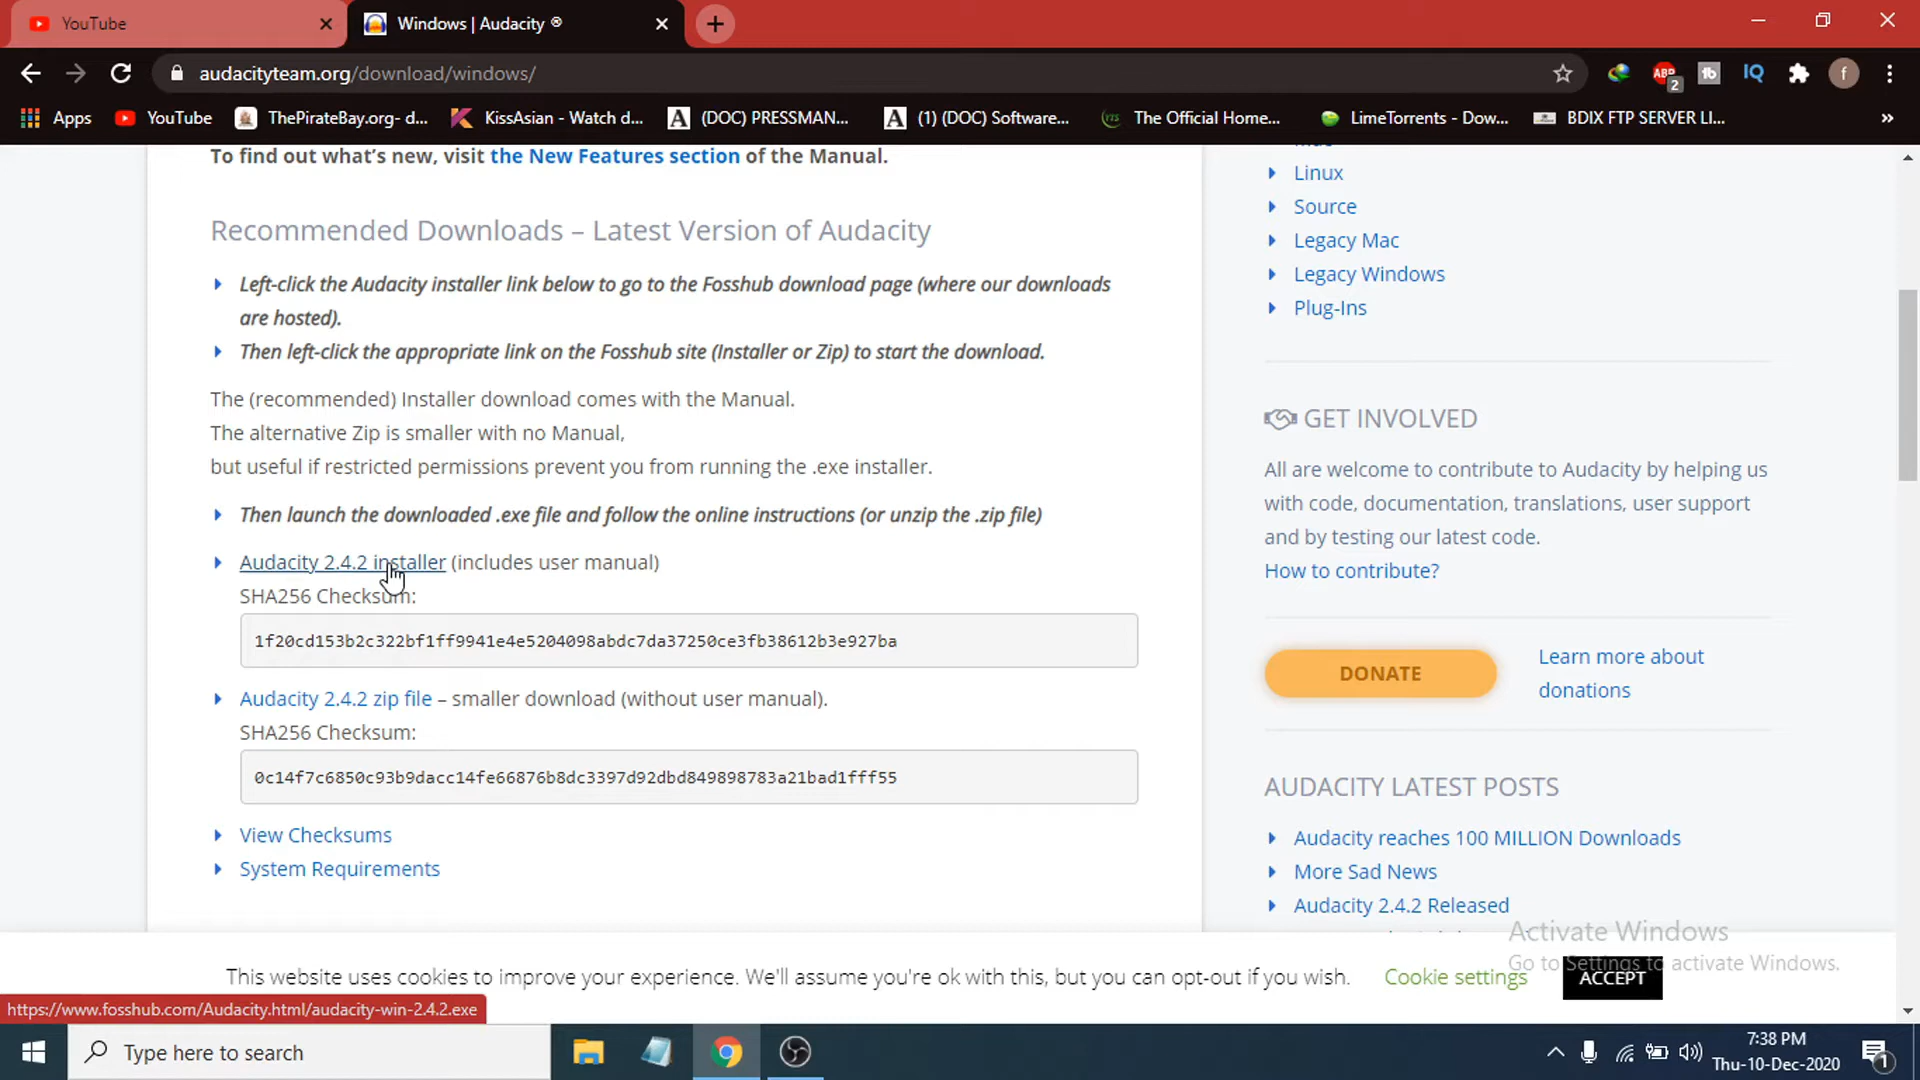 YouTube
Windows | Audacity ®
audacityteam.org/download/windows/
2
f
Apps
YouTube
ThePirateBay.org- d...
KissAsian - Watch d...
(DOC) PRESSMAN...
(1) (DOC) Software...
The Official Home...
LimeTorrents - Dow...
BDIX FTP SERVER LI...
»
To find out what's new, visit the New Features section of the Manual.
Recommended Downloads – Latest Version of Audacity
Left-click the Audacity installer link below to go to the Fosshub download page (where our downloads
are hosted).
Then left-click the appropriate link on the Fosshub site (Installer or Zip) to start the download.
The (recommended) Installer download comes with the Manual.
The alternative Zip is smaller with no Manual,
but useful if restricted permissions prevent you from running the .exe installer.
Then launch the downloaded .exe file and follow the online instructions (or unzip the .zip file)
Audacity 2.4.2 installer (includes user manual)
SHA256 Checksum:
1f20cd153b2c322bf1ff9941e4e5204098abdc7da37250ce3fb38612b3e927ba
Audacity 2.4.2 zip file – smaller download (without user manual).
SHA256 Checksum:
0c14f7c6850c93b9dacc14fe66876b8dc3397d92dbd849898783a21bad1fff55
View Checksums
System Requirements
Linux
Source
Legacy Mac
Legacy Windows
Plug-Ins
GET INVOLVED
All are welcome to contribute to Audacity by helping us
with code, documentation, translations, user support
and by testing our latest code.
How to contribute?
DONATE
Learn more about
donations
AUDACITY LATEST POSTS
Audacity reaches 100 MILLION Downloads
More Sad News
Audacity 2.4.2 Released
Activate Windows
Go to Settings to activate Windows.
This website uses cookies to improve your experience. We'll assume you're ok with this, but you can opt-out if you wish.
Cookie settings
ACCEPT
https://www.fosshub.com/Audacity.html/audacity-win-2.4.2.exe
Type here to search
7:38 PM
Thu-10-Dec-2020
1